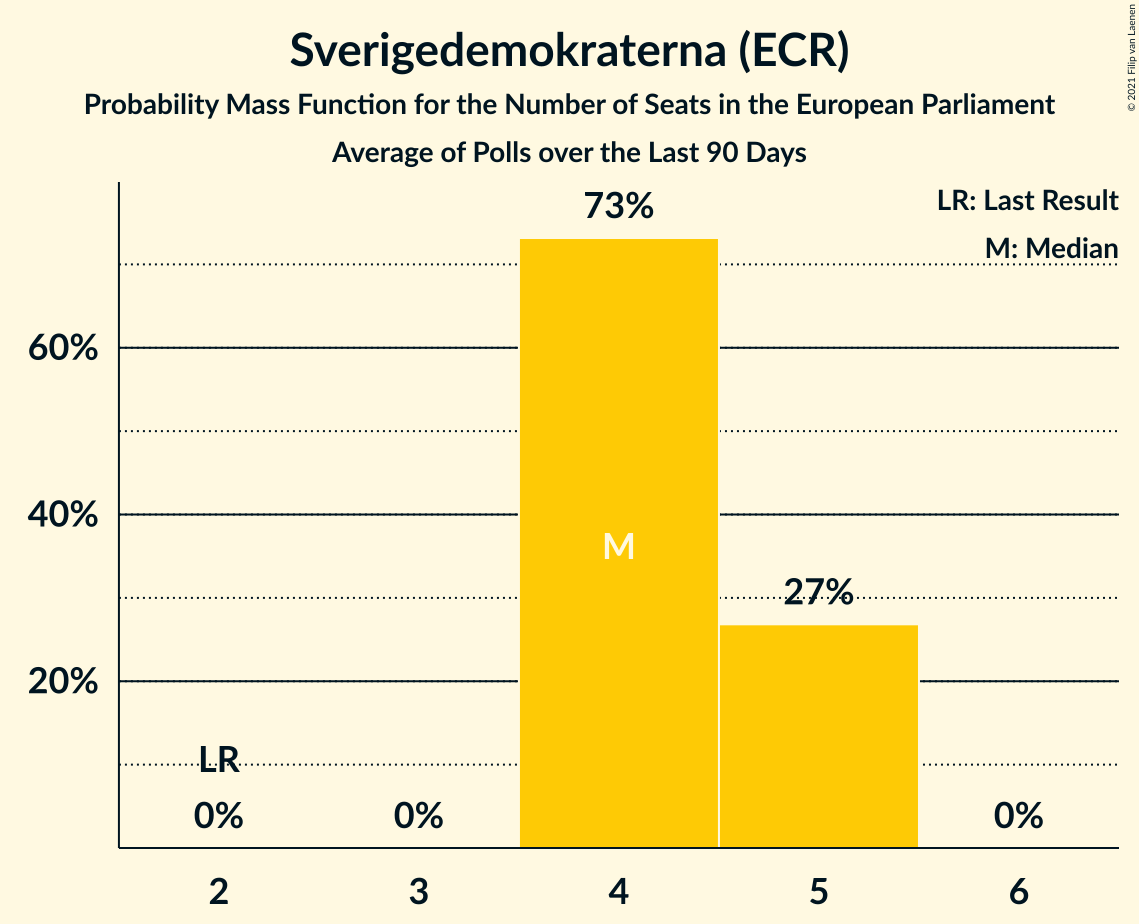 Sverigedemokraterna (ECR)
Probability Mass Function for the Number of Seats in the European Parliament
Average of Polls over the Last 90 Days
© 2021 Filip van Laenen
LR: Last Result
M: Median
73%
60%
40%
20%
M
27%
LR
0%
0%
0%
2
3
4
5
6